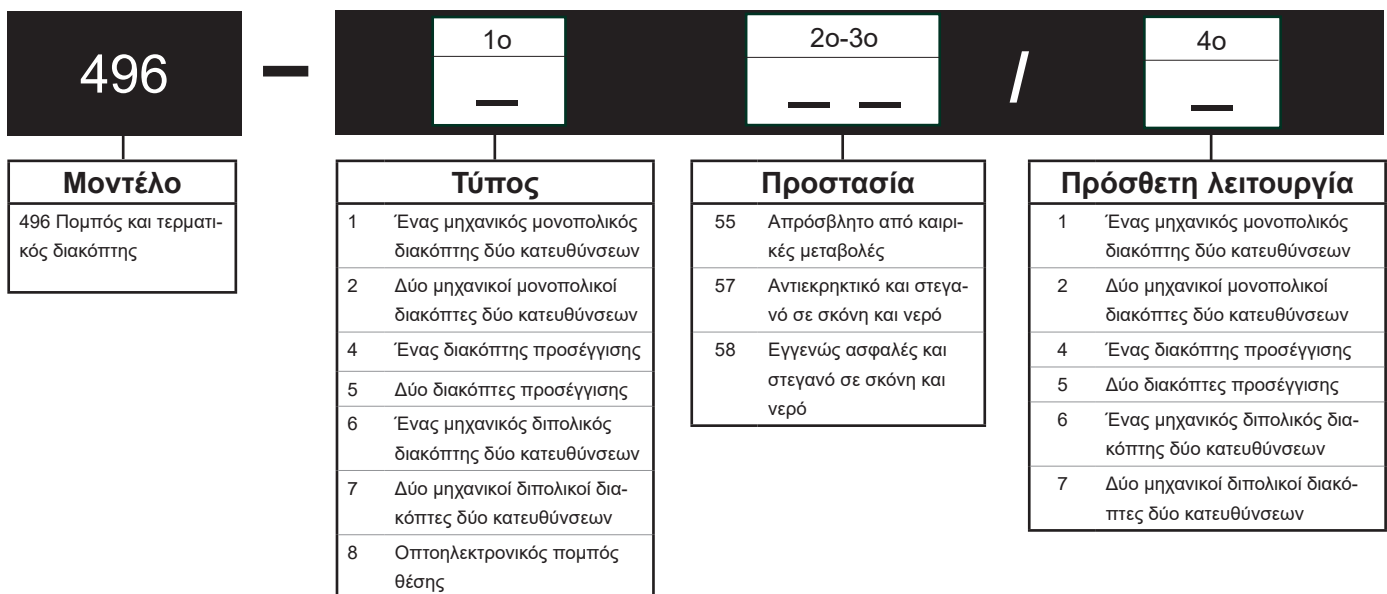 496
–
1ο
_
2ο-3ο
_ _
/
4ο
_
Μοντέλο
496 Πομπός και τερματι-
κός διακόπτης
Τύπος
1 Ένας μηχανικός μονοπολικός
διακόπτης δύο κατευθύνσεων
2 Δύο μηχανικοί μονοπολικοί
διακόπτες δύο κατευθύνσεων
4 Ένας διακόπτης προσέγγισης
5 Δύο διακόπτες προσέγγισης
6 Ένας μηχανικός διπολικός
διακόπτης δύο κατευθύνσεων
7 Δύο μηχανικοί διπολικοί δια-
κόπτες δύο κατευθύνσεων
8 Οπτοηλεκτρονικός πομπός
θέσης
Προστασία
55 Απρόσβλητο από καιρι-
κές μεταβολές
57 Αντιεκρηκτικό και στεγα-
νό σε σκόνη και νερό
58 Εγγενώς ασφαλές και
στεγανό σε σκόνη και
νερό
Πρόσθετη λειτουργία
1 Ένας μηχανικός μονοπολικός
διακόπτης δύο κατευθύνσεων
2 Δύο μηχανικοί μονοπολικοί
διακόπτες δύο κατευθύνσεων
4 Ένας διακόπτης προσέγγισης
5 Δύο διακόπτες προσέγγισης
6 Ένας μηχανικός διπολικός δια-
κόπτης δύο κατευθύνσεων
7 Δύο μηχανικοί διπολικοί διακό-
πτες δύο κατευθύνσεων